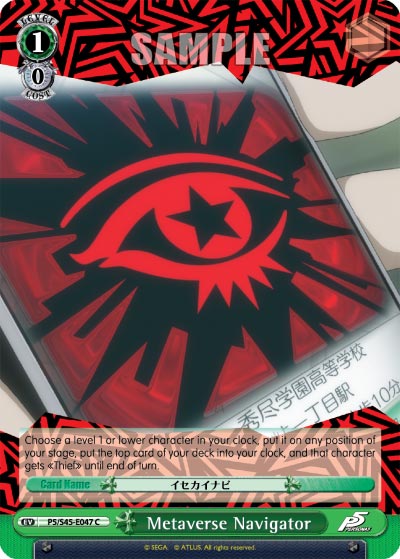 LEVEL
1
0
COST
SAMPLE
秀尽学園高等学校
一丁目駅
10分
Choose a level 1 or lower character in your clock, put it on any position of
your stage, put the top card of your deck into your clock, and that character
gets «Thief» until end of turn.
Card Name イセカイナビ
EV P5/S45-E047 C Metaverse Navigator P5
© SEGA. © ATLUS. All rights reserved.